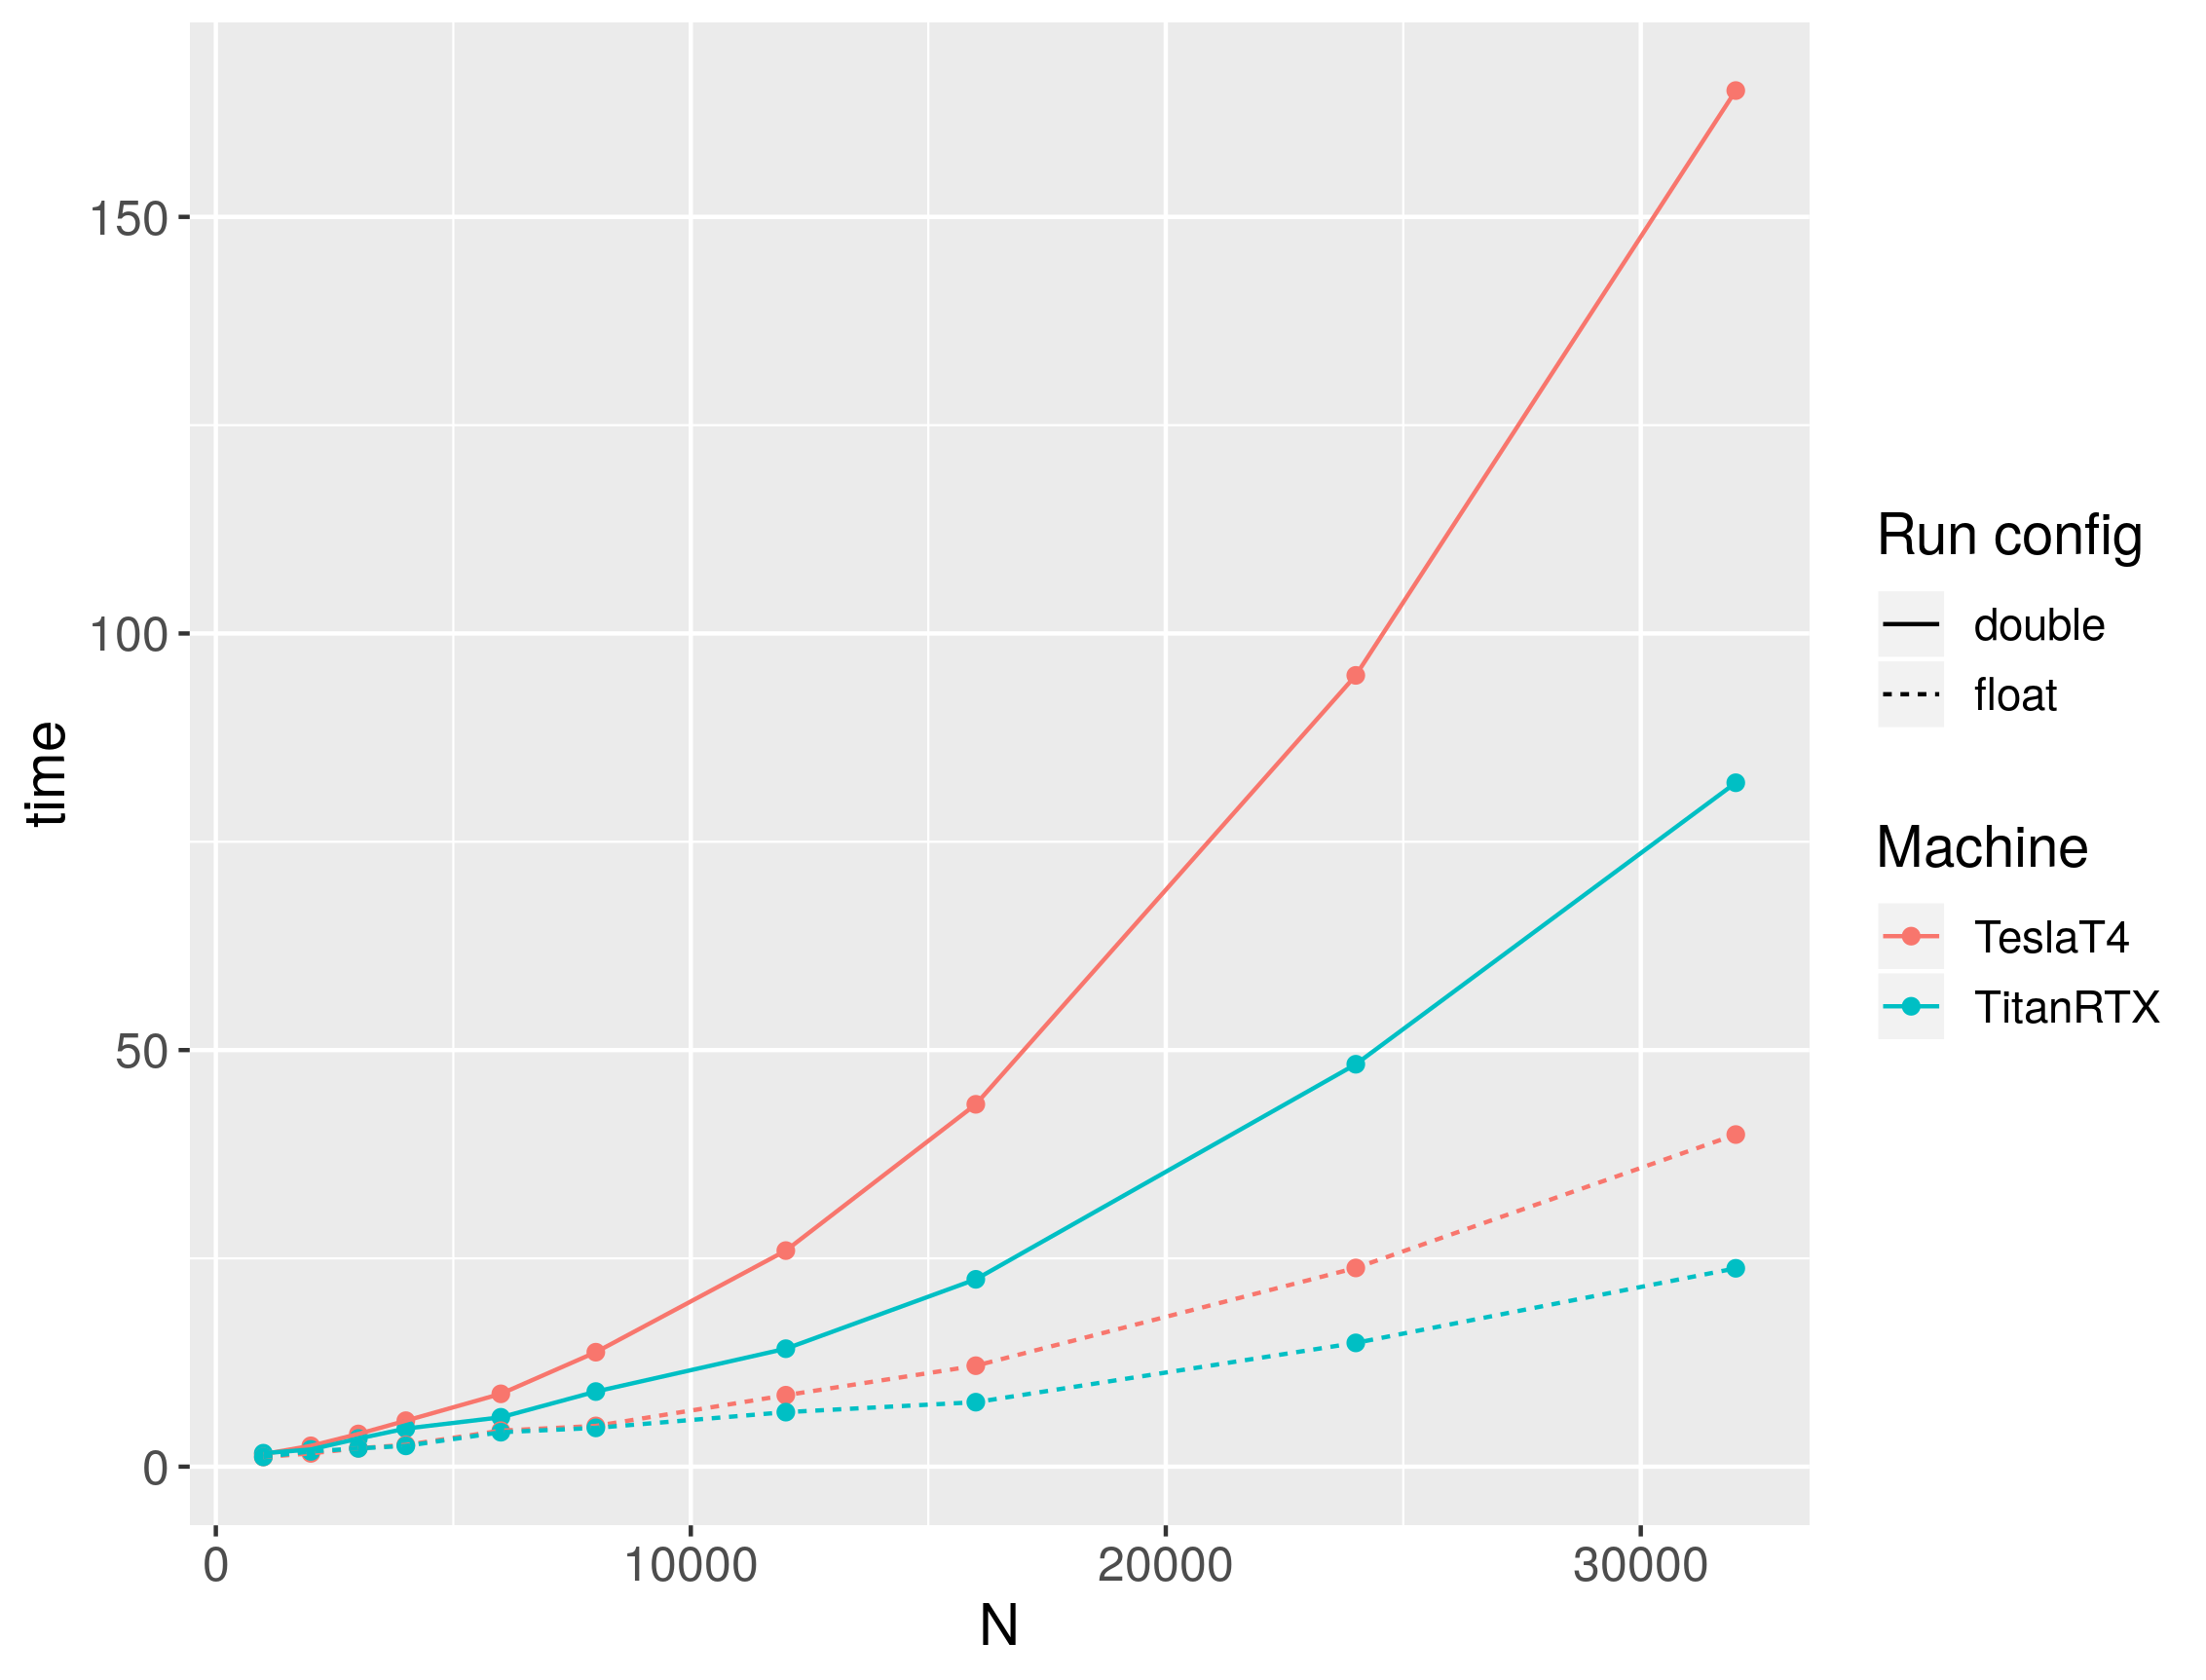 150
100
50
0
time
0 10000 20000 30000
N
Run config
double
float
Machine
TeslaT4
TitanRTX